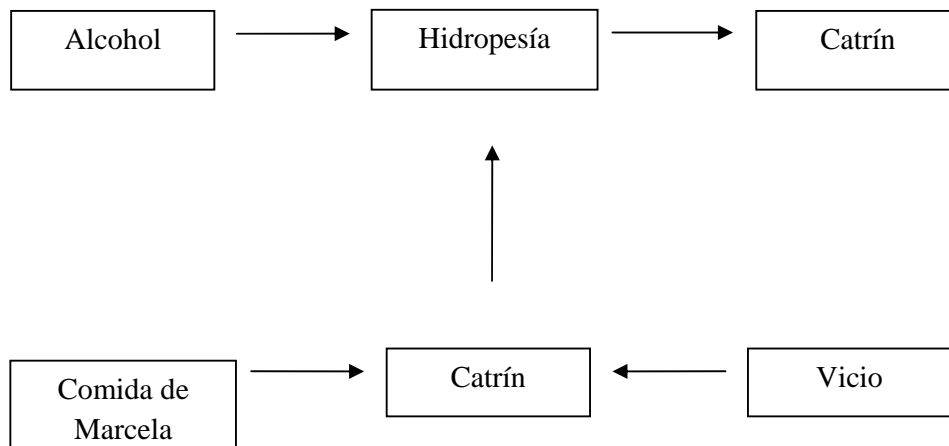 Alcohol
Hidropesía
Catrín
Comida de
Marcela
Catrín
Vicio